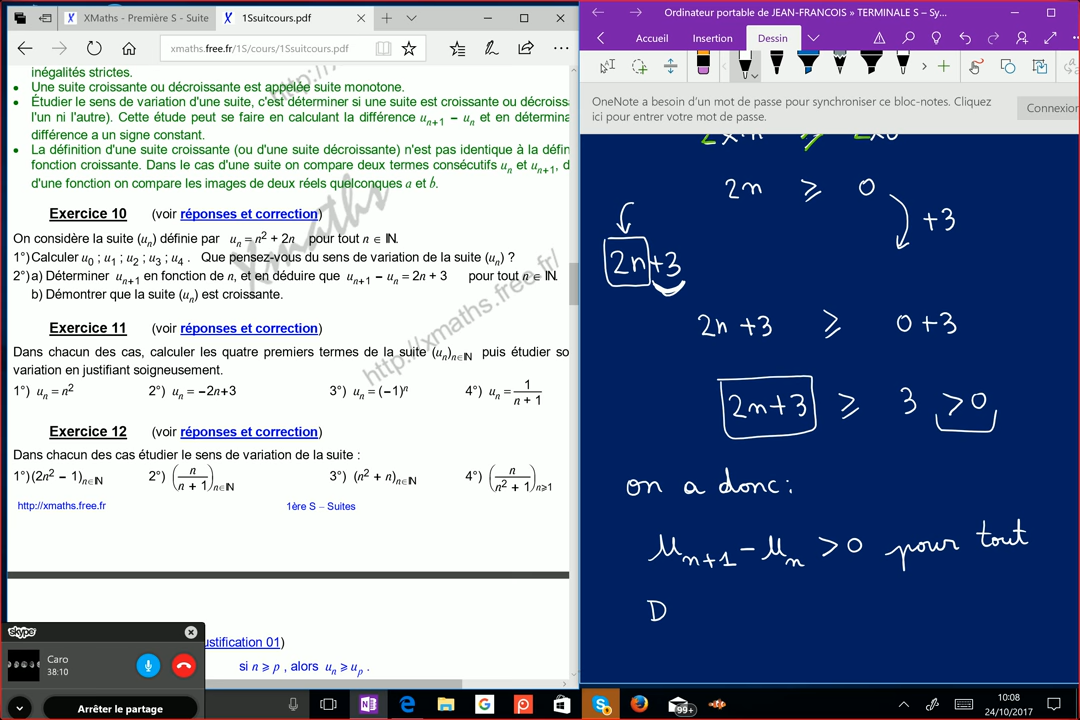 XMaths - Première S - Suite
1Ssuitcours.pdf
xmaths.free.fr/1S/cours/1Ssuitcours.pdf
inégalités strictes.
• Une suite croissante ou décroissante est appelée suite monotone.
• Étudier le sens de variation d'une suite, c'est déterminer si une suite est croissante ou décroiss
l'un ni l'autre). Cette étude peut se faire en calculant la différence uₙ₊₁ − uₙ et en détermina
différence a un signe constant.
• La définition d'une suite croissante (ou d'une suite décroissante) n'est pas identique à la défin
fonction croissante. Dans le cas d'une suite on compare deux termes consécutifs uₙ et uₙ₊₁, d
d'une fonction on compare les images de deux réels quelconques a et b.
Exercice 10 (voir réponses et correction)
On considère la suite (uₙ) définie par uₙ = n² + 2n pour tout n ∈ ℕ.
1°) Calculer u₀ ; u₁ ; u₂ ; u₃ ; u₄ . Que pensez-vous du sens de variation de la suite (uₙ) ?
2°) a) Déterminer uₙ₊₁ en fonction de n, et en déduire que uₙ₊₁ − uₙ = 2n + 3 pour tout n ∈ ℕ.
b) Démontrer que la suite (uₙ) est croissante.
Exercice 11 (voir réponses et correction)
Dans chacun des cas, calculer les quatre premiers termes de la suite (uₙ)n∈ℕ puis étudier so
variation en justifiant soigneusement.
1°) uₙ = n² 2°) uₙ = −2n+3 3°) uₙ = (−1)ⁿ 4°) uₙ = 1/(n + 1)
Exercice 12 (voir réponses et correction)
Dans chacun des cas étudier le sens de variation de la suite :
1°) (2n² − 1)n∈ℕ 2°) (n/(n + 1))n∈ℕ 3°) (n² + n)n∈ℕ 4°) (n/(n² + 1))n⩾1
http://xmaths.free.fr 1ère S – Suites
Xmaths
http://xmaths.free.fr/
ustification 01)
si n ⩾ p , alors uₙ ⩾ uₚ .
skype
Caro
38:10
Arrêter le partage
Ordinateur portable de JEAN-FRANCOIS » TERMINALE S – Sy...
Accueil Insertion Dessin
OneNote a besoin d'un mot de passe pour synchroniser ce bloc-notes. Cliquez
ici pour entrer votre mot de passe.
Connexion
2n ⩾ 0
+3
2n+3
2n+3 ⩾ 0+3
2n+3 ⩾ 3 >0
on a donc:
uₙ₊₁ − uₙ > 0 pour tout
D
99+
10:08
24/10/2017